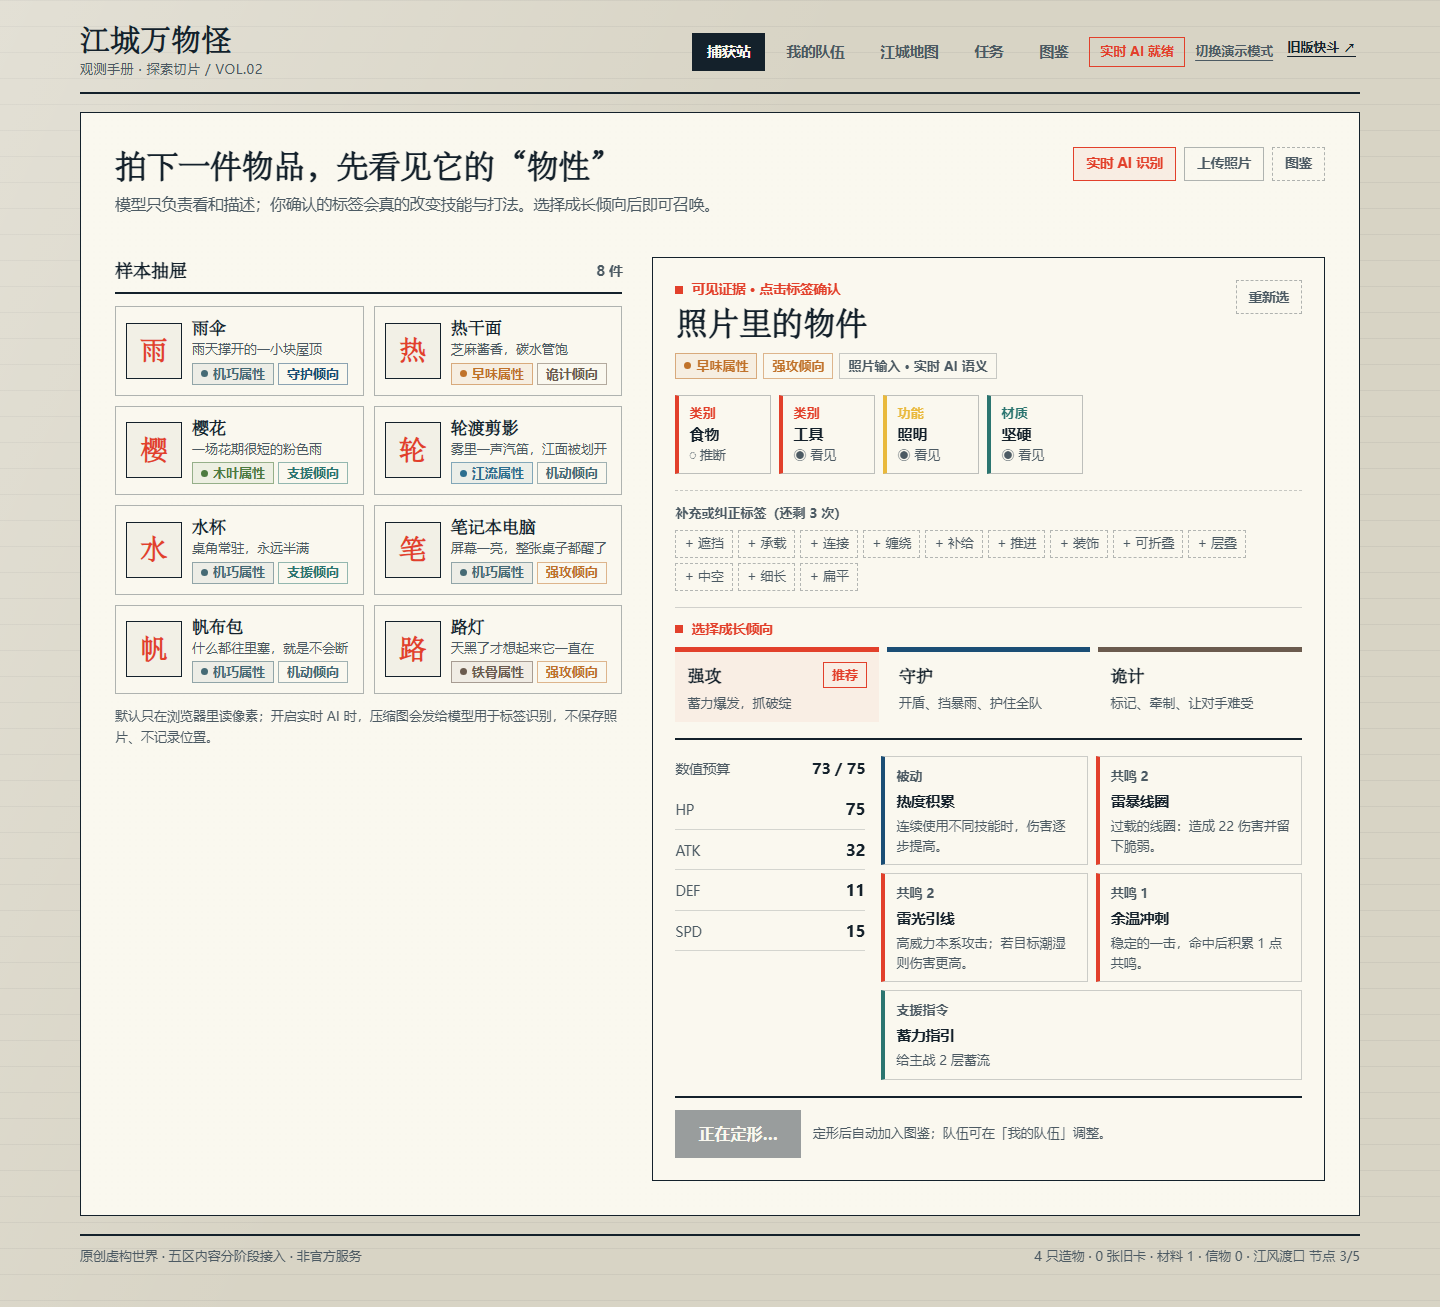 江城万物怪
观测手册 · 探索切片 / VOL.02
捕获站
我的队伍
江城地图
任务
图鉴
实时 AI 就绪
切换演示模式
旧版快斗 ↗
拍下一件物品，先看见它的“物性”
模型只负责看和描述；你确认的标签会真的改变技能与打法。选择成长倾向后即可召唤。
实时 AI 识别
上传照片
图鉴
样本抽屉
8 件
雨
雨伞
雨天撑开的一小块屋顶
机巧属性
守护倾向
热
热干面
芝麻酱香，碳水管饱
早味属性
诡计倾向
樱
樱花
一场花期很短的粉色雨
木叶属性
支援倾向
轮
轮渡剪影
雾里一声汽笛，江面被划开
江流属性
机动倾向
水
水杯
桌角常驻，永远半满
机巧属性
支援倾向
笔
笔记本电脑
屏幕一亮，整张桌子都醒了
机巧属性
强攻倾向
帆
帆布包
什么都往里塞，就是不会断
机巧属性
机动倾向
路
路灯
天黑了才想起来它一直在
铁骨属性
强攻倾向
默认只在浏览器里读像素；开启实时 AI 时，压缩图会发给模型用于标签识别，不保存照
片、不记录位置。
可见证据 • 点击标签确认
照片里的物件
重新选
早味属性
强攻倾向
照片输入 • 实时 AI 语义
类别
食物
○ 推断
类别
工具
◉ 看见
功能
照明
◉ 看见
材质
坚硬
◉ 看见
补充或纠正标签（还剩 3 次）
+ 遮挡
+ 承载
+ 连接
+ 缠绕
+ 补给
+ 推进
+ 装饰
+ 可折叠
+ 层叠
+ 中空
+ 细长
+ 扁平
选择成长倾向
强攻
推荐
蓄力爆发，抓破绽
守护
开盾、挡暴雨、护住全队
诡计
标记、牵制、让对手难受
数值预算
73 / 75
HP
75
ATK
32
DEF
11
SPD
15
被动
热度积累
连续使用不同技能时，伤害逐
步提高。
共鸣 2
雷暴线圈
过载的线圈：造成 22 伤害并留
下脆弱。
共鸣 2
雷光引线
高威力本系攻击；若目标潮湿
则伤害更高。
共鸣 1
余温冲刺
稳定的一击，命中后积累 1 点
共鸣。
支援指令
蓄力指引
给主战 2 层蓄流
正在定形…
定形后自动加入图鉴；队伍可在「我的队伍」调整。
原创虚构世界 · 五区内容分阶段接入 · 非官方服务
4 只造物 · 0 张旧卡 · 材料 1 · 信物 0 · 江风渡口 节点 3/5